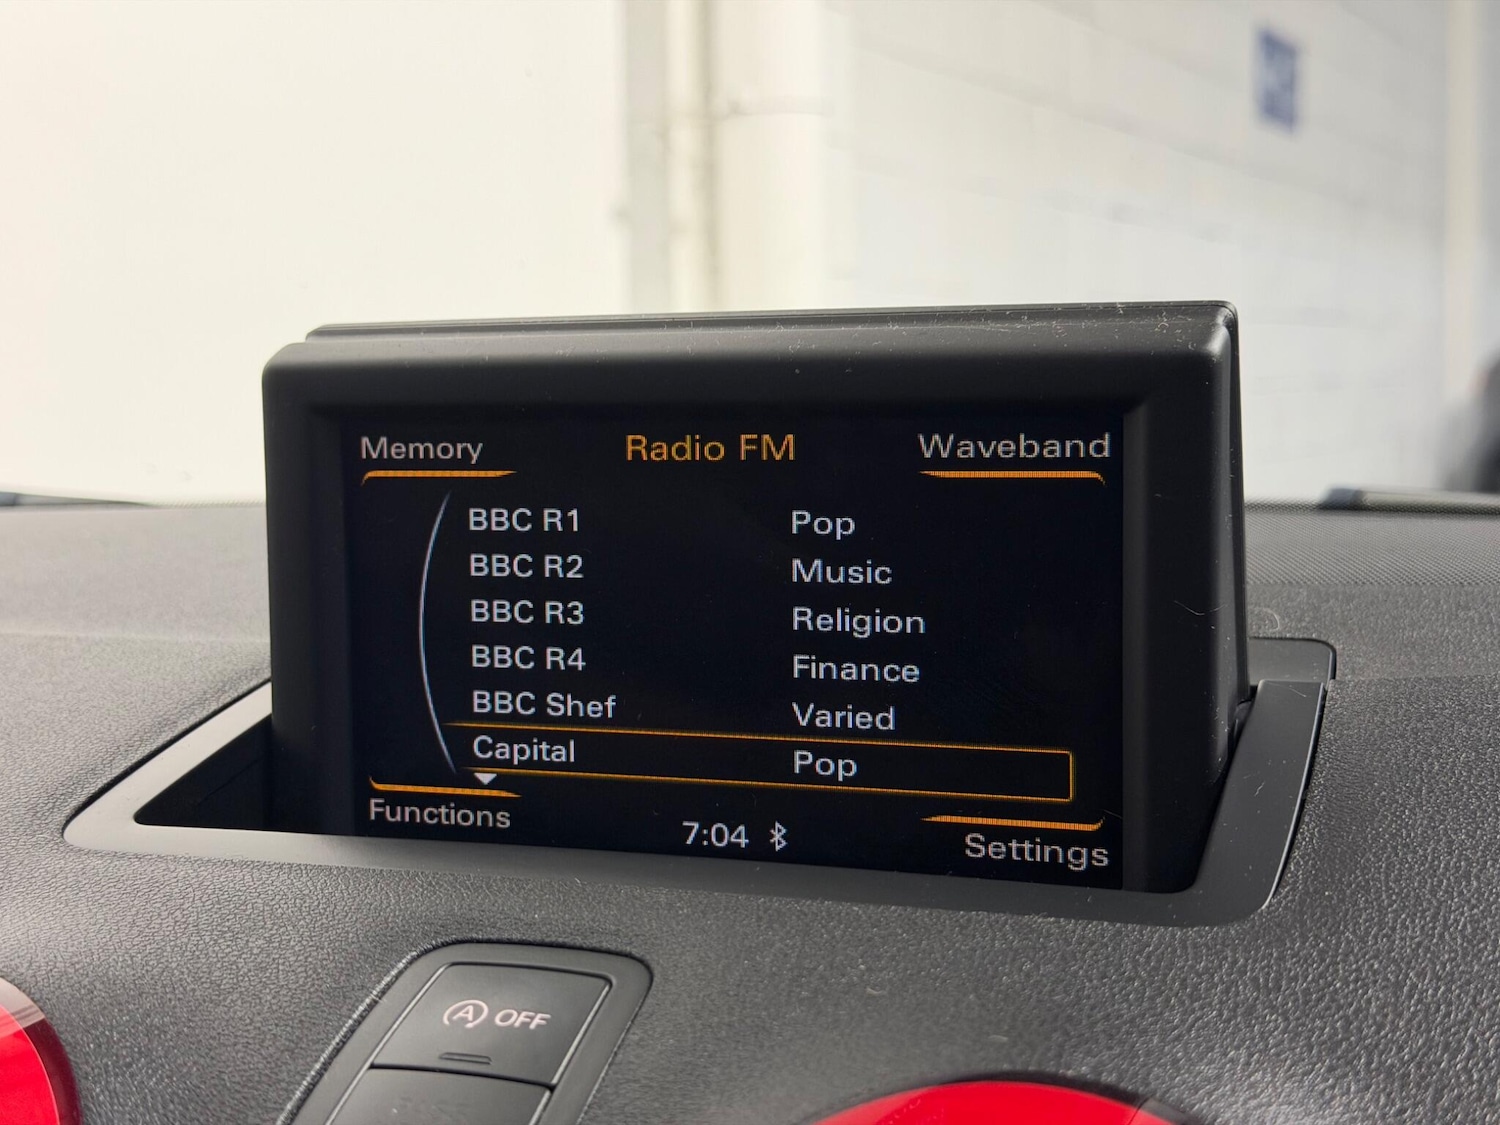 Memory Radio FM Waveband
BBC R1 Pop
BBC R2 Music
BBC R3 Religion
BBC R4 Finance
BBC Shef Varied
Capital Pop
Functions 7:04 Settings
A OFF